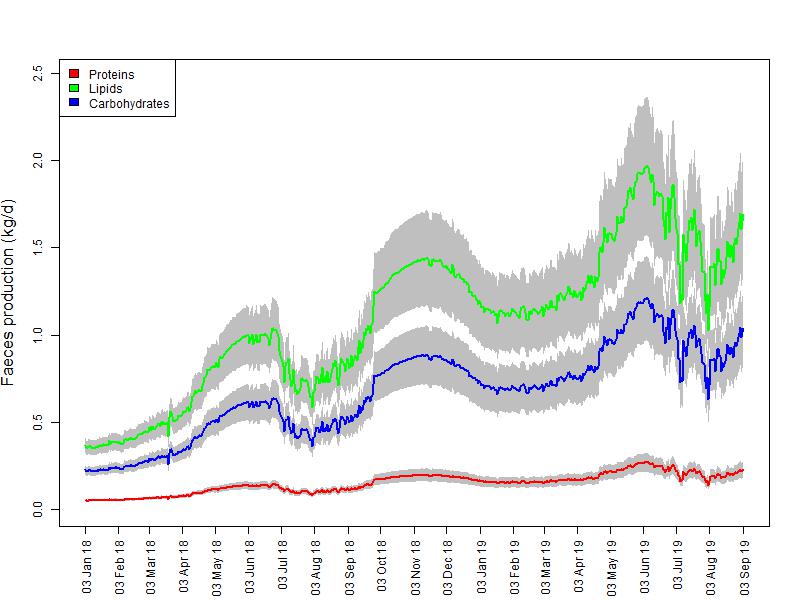 Proteins
Lipids
Carbohydrates
Faeces production (kg/d)
2.5
2.0
1.5
1.0
0.5
0.0
03 Jan 18
03 Feb 18
03 Mar 18
03 Apr 18
03 May 18
03 Jun 18
03 Jul 18
03 Aug 18
03 Sep 18
03 Oct 18
03 Nov 18
03 Dec 18
03 Jan 19
03 Feb 19
03 Mar 19
03 Apr 19
03 May 19
03 Jun 19
03 Jul 19
03 Aug 19
03 Sep 19